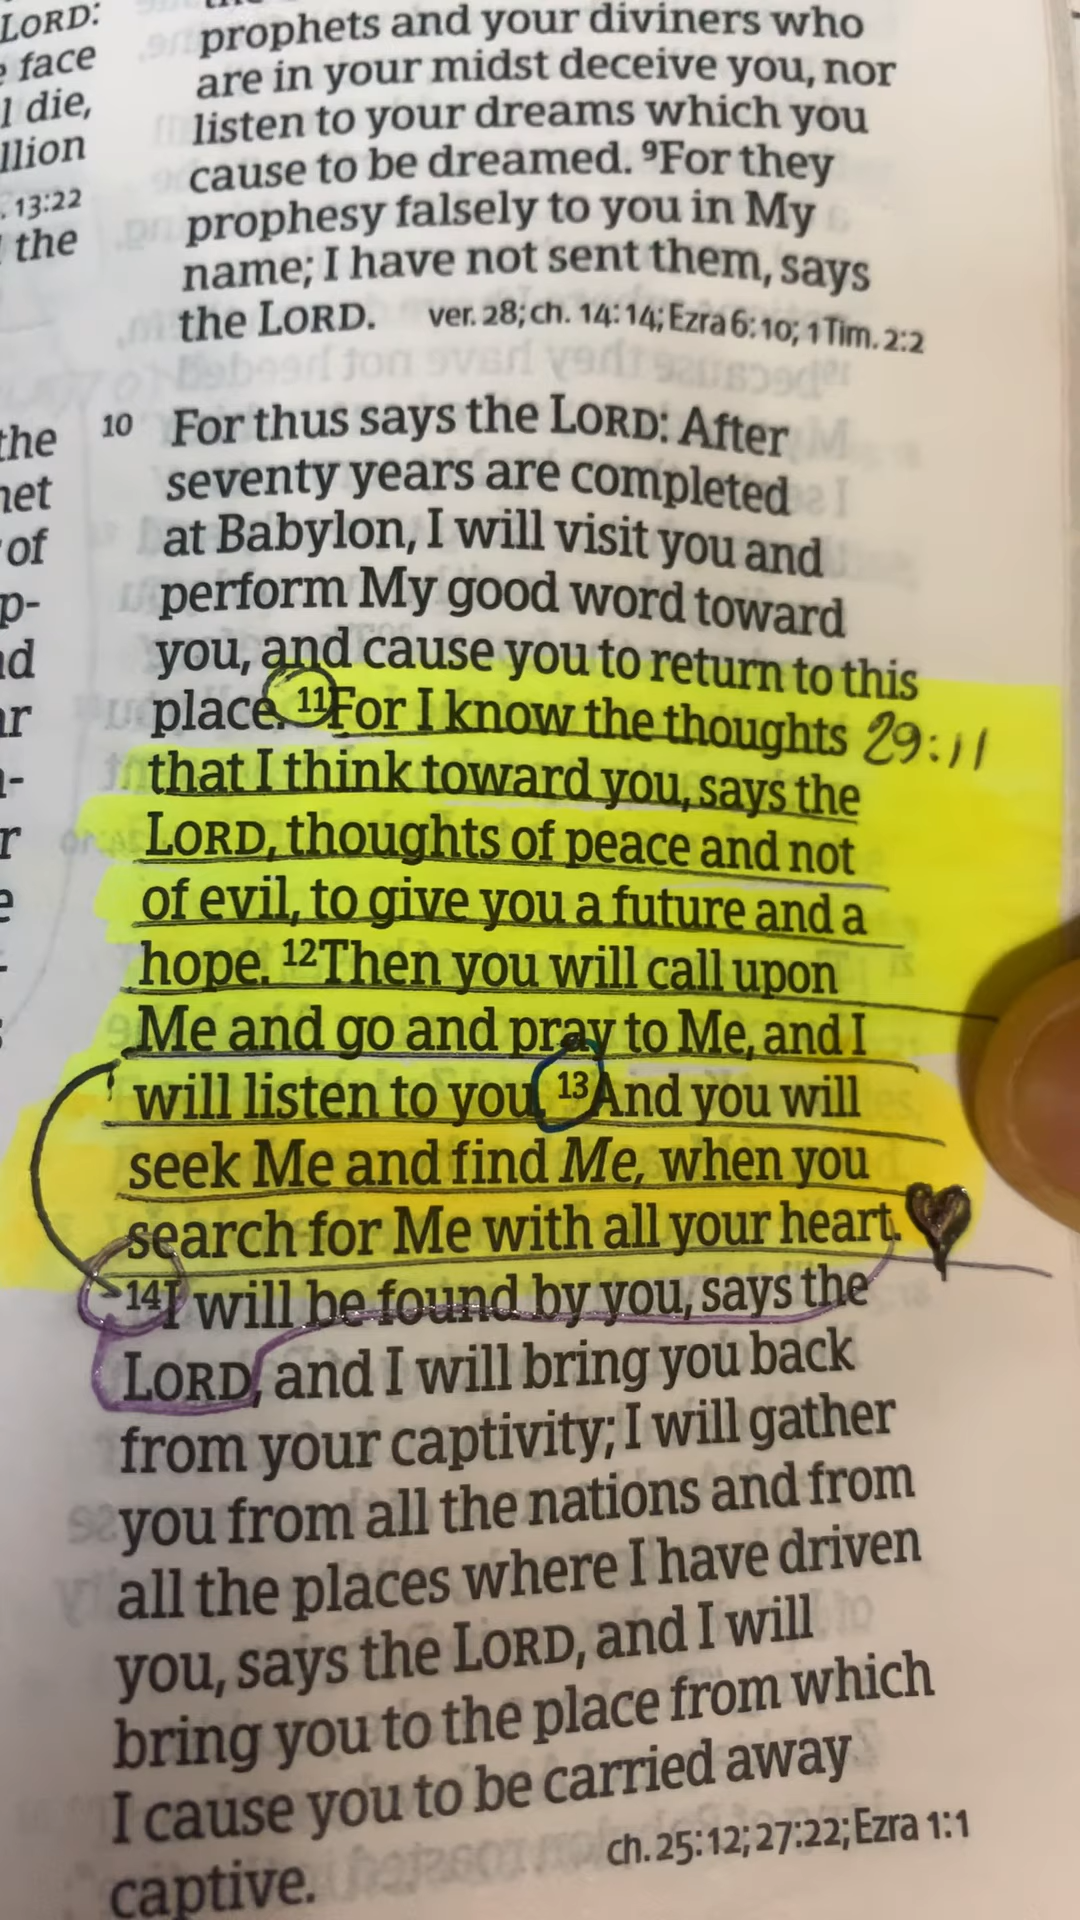 LORD:
face
l die,
llion
13:22
the
the
net
of
p-
prophets and your diviners who
are in your midst deceive you, nor
listen to your dreams which you
cause to be dreamed. 9For they
prophesy falsely to you in My
name; I have not sent them, says
the LORD. ver. 28; ch. 14:14; Ezra 6:10; 1 Tim. 2:2
10 For thus says the LORD: After
seventy years are completed
at Babylon, I will visit you and
perform My good word toward
you, and cause you to return to this
place. 11For I know the thoughts 29:11
that I think toward you, says the
LORD, thoughts of peace and not
of evil, to give you a future and a
hope. 12Then you will call upon
Me and go and pray to Me, and I
will listen to you. 13And you will
seek Me and find Me, when you
search for Me with all your heart.
14I will be found by you, says the
LORD, and I will bring you back
from your captivity; I will gather
you from all the nations and from
all the places where I have driven
you, says the LORD, and I will
bring you to the place from which
I cause you to be carried away
captive. ch. 25:12; 27:22; Ezra 1:1